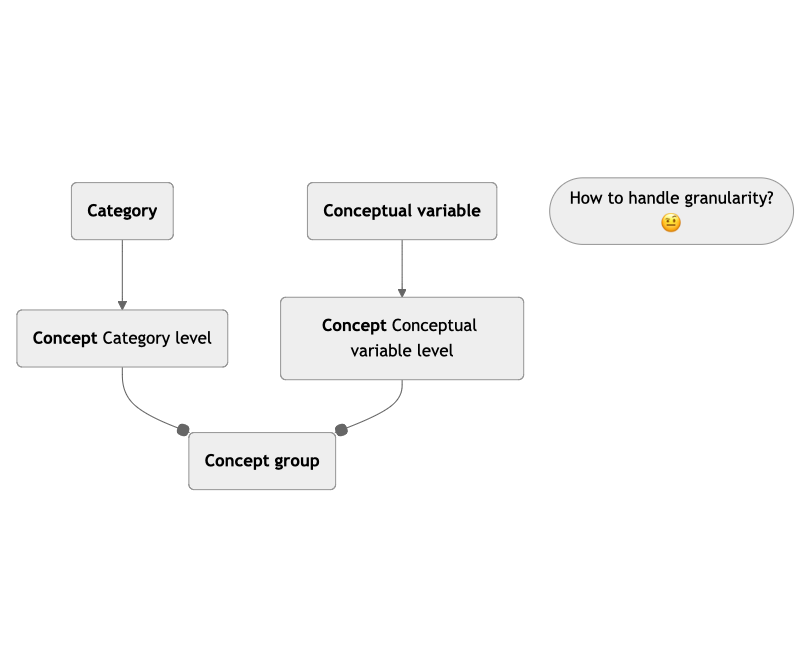 Category
Conceptual variable
How to handle granularity?
🤨
Concept Category level
Concept Conceptual
variable level
Concept group